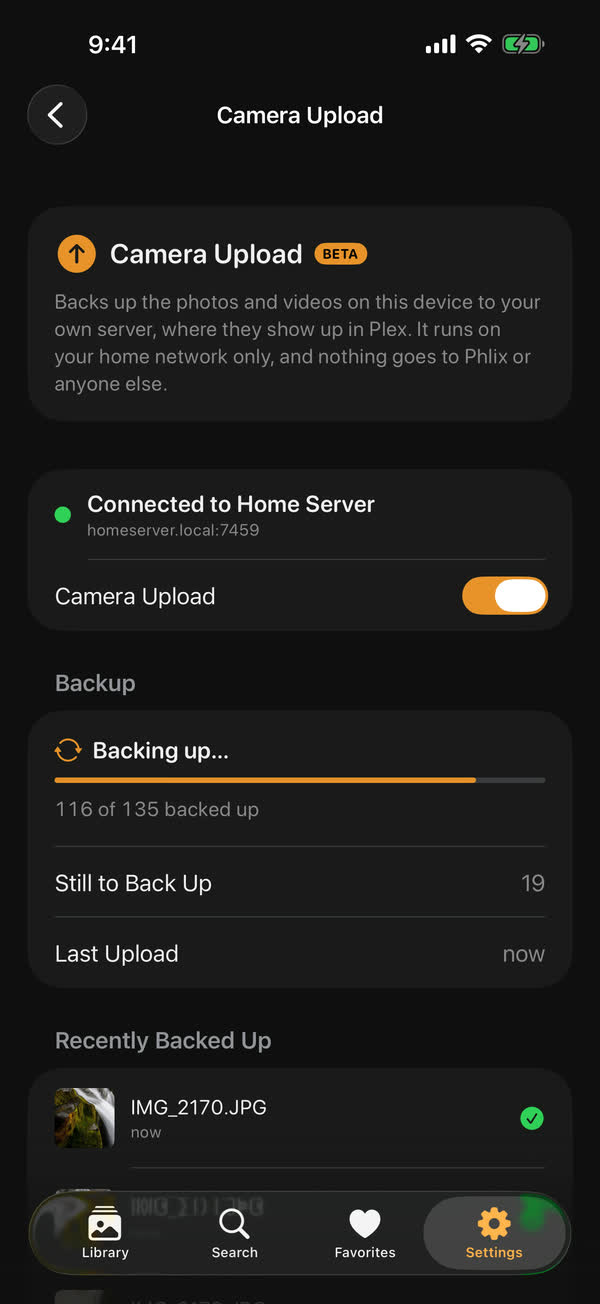 9:41
Camera Upload
Camera Upload BETA
Backs up the photos and videos on this device to your
own server, where they show up in Plex. It runs on
your home network only, and nothing goes to Phlix or
anyone else.
Connected to Home Server
homeserver.local:7459
Camera Upload
Backup
Backing up...
116 of 135 backed up
Still to Back Up 19
Last Upload now
Recently Backed Up
IMG_2170.JPG
now
Library Search Favorites Settings